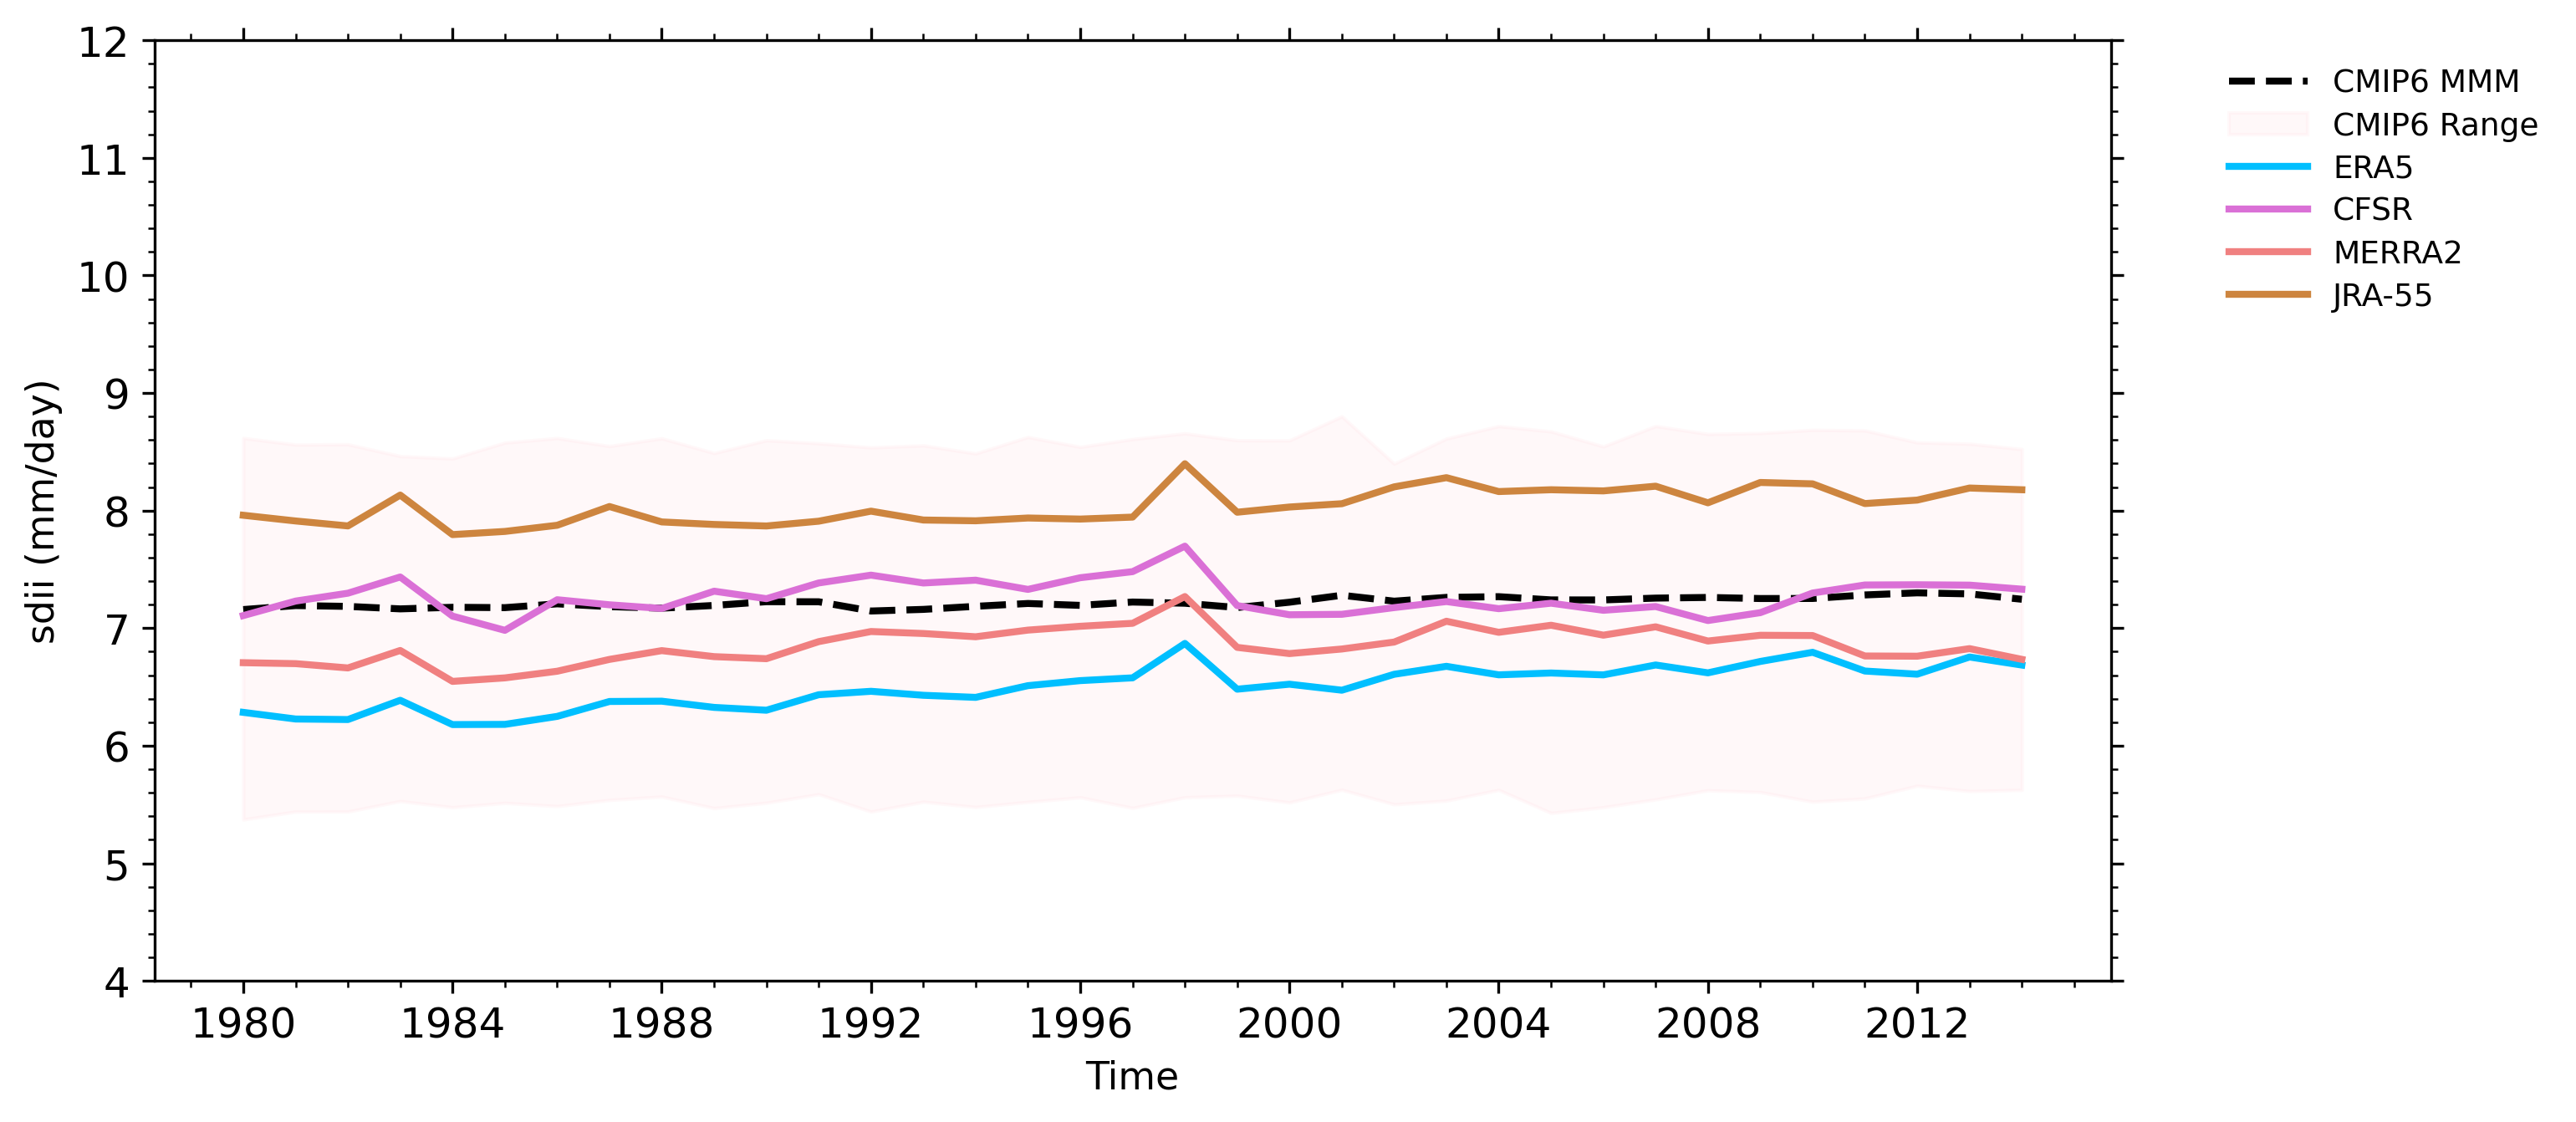 12
11
10
9
8
7
6
5
4
sdii (mm/day)
1980 1984 1988 1992 1996 2000 2004 2008 2012
Time
CMIP6 MMM
CMIP6 Range
ERA5
CFSR
MERRA2
JRA-55